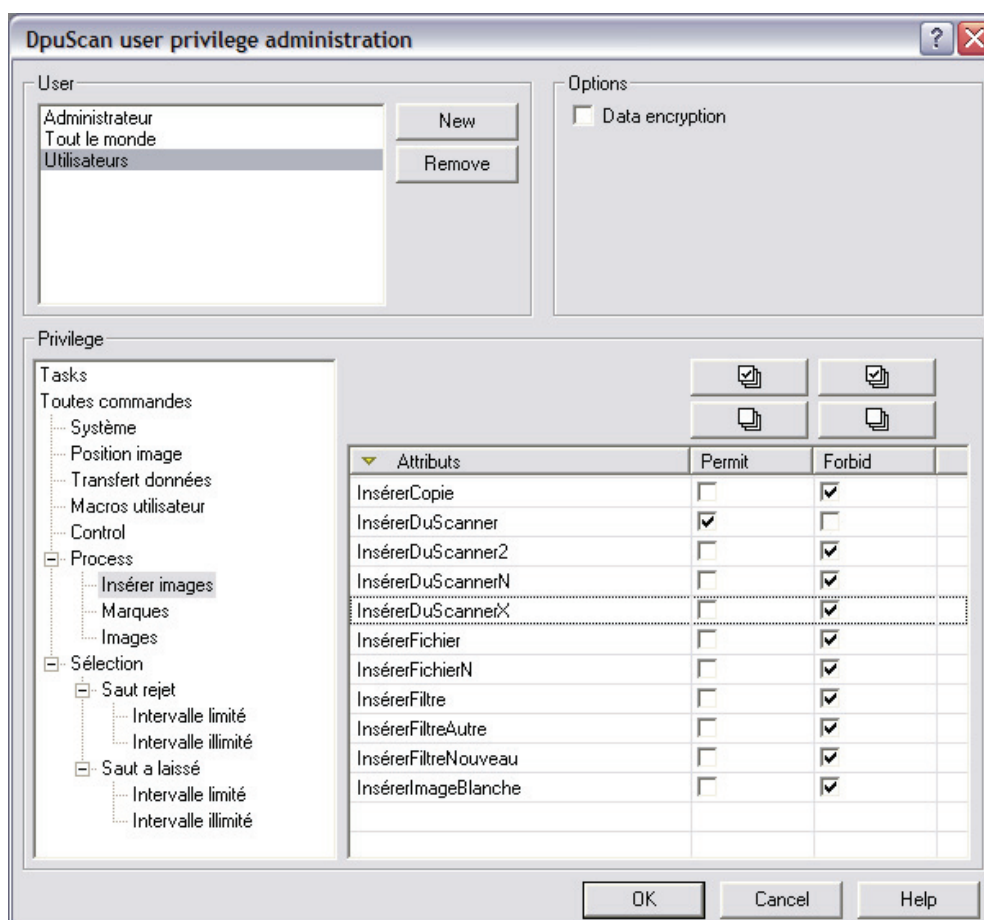 DpuScan user privilege administration
User
Administrateur
Tout le monde
Utilisateurs
New
Remove
Options
Data encryption
Privilege
Tasks
Toutes commandes
Système
Position image
Transfert données
Macros utilisateur
Control
Process
Insérer images
Marques
Images
Sélection
Saut rejet
Intervalle limité
Intervalle illimité
Saut a laissé
Intervalle limité
Intervalle illimité
Attributs Permit Forbid
InsérerCopie
InsérerDuScanner
InsérerDuScanner2
InsérerDuScannerN
InsérerDuScannerX
InsérerFichier
InsérerFichierN
InsérerFiltre
InsérerFiltreAutre
InsérerFiltreNouveau
InsérerImageBlanche
OK Cancel Help